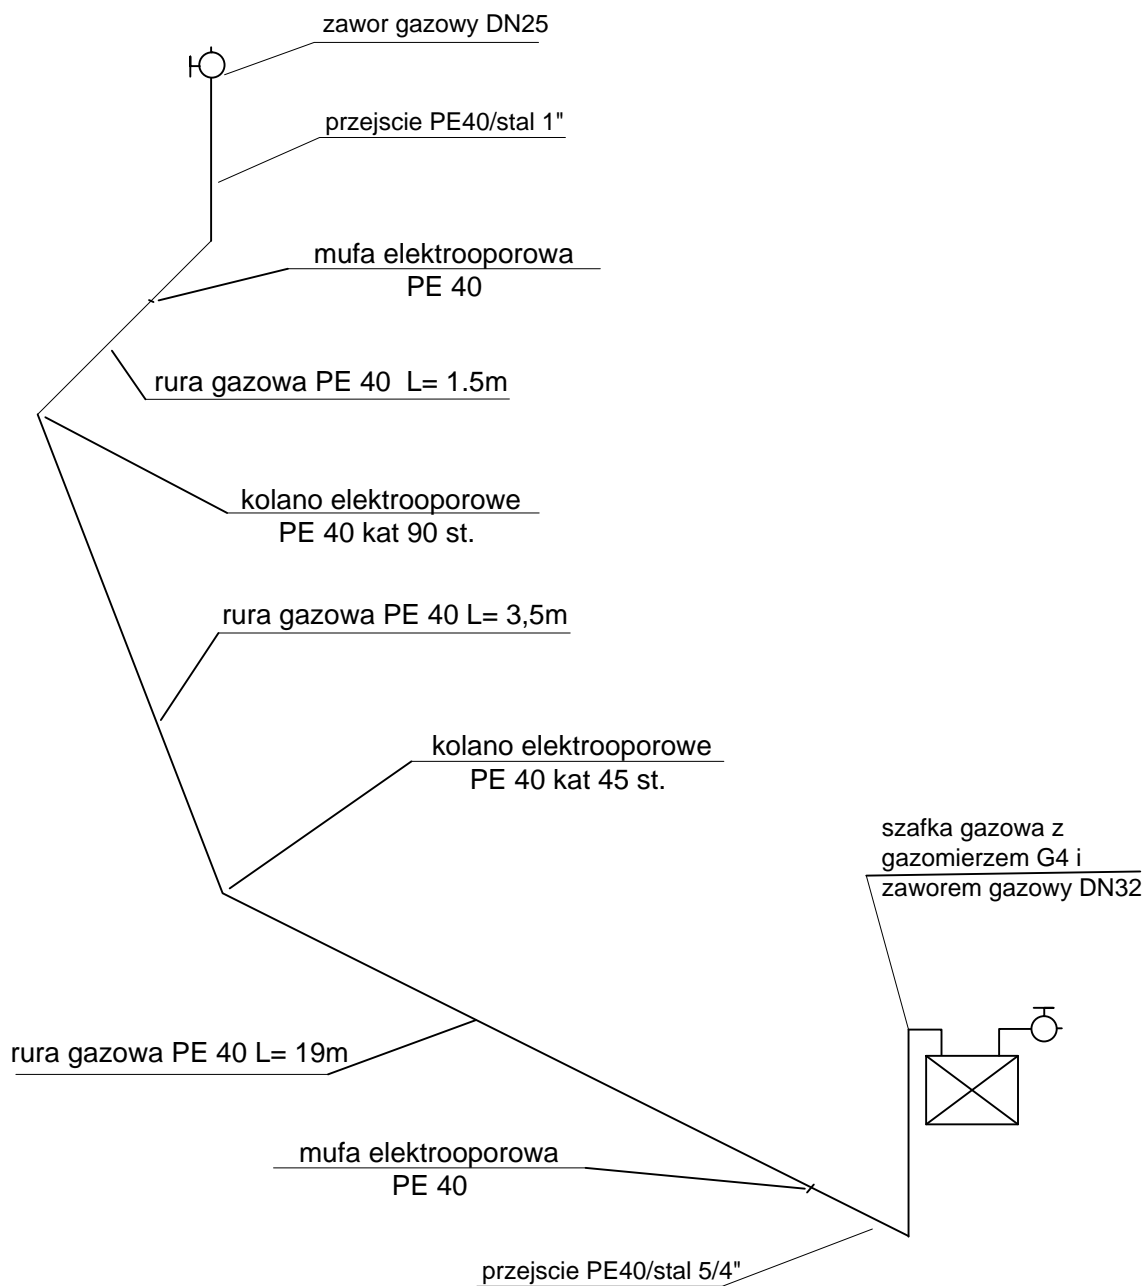 zawor gazowy DN25
przejscie PE40/stal 1"
mufa elektrooporowa
PE 40
rura gazowa PE 40 L= 1.5m
kolano elektrooporowe
PE 40 kat 90 st.
rura gazowa PE 40 L= 3,5m
kolano elektrooporowe
PE 40 kat 45 st.
szafka gazowa z
gazomierzem G4 i
zaworem gazowy DN32
rura gazowa PE 40 L= 19m
mufa elektrooporowa
PE 40
przejscie PE40/stal 5/4"